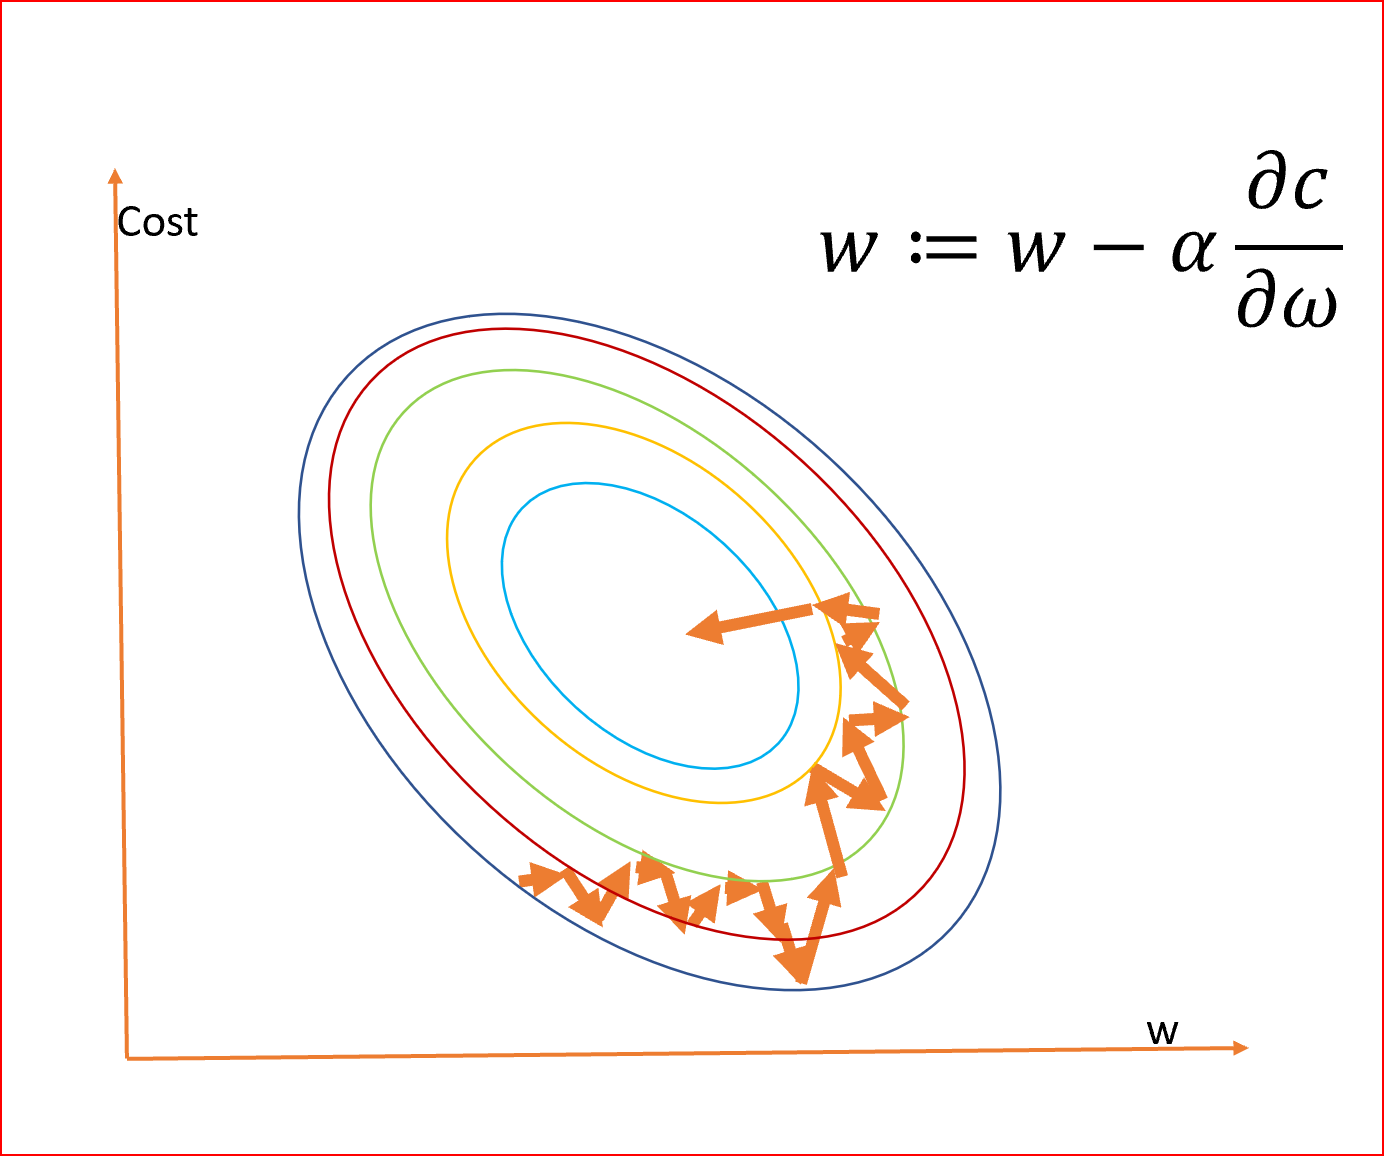 Cost
𝑤 ≔ 𝑤 − 𝛼 𝜕𝑐/𝜕𝜔
w